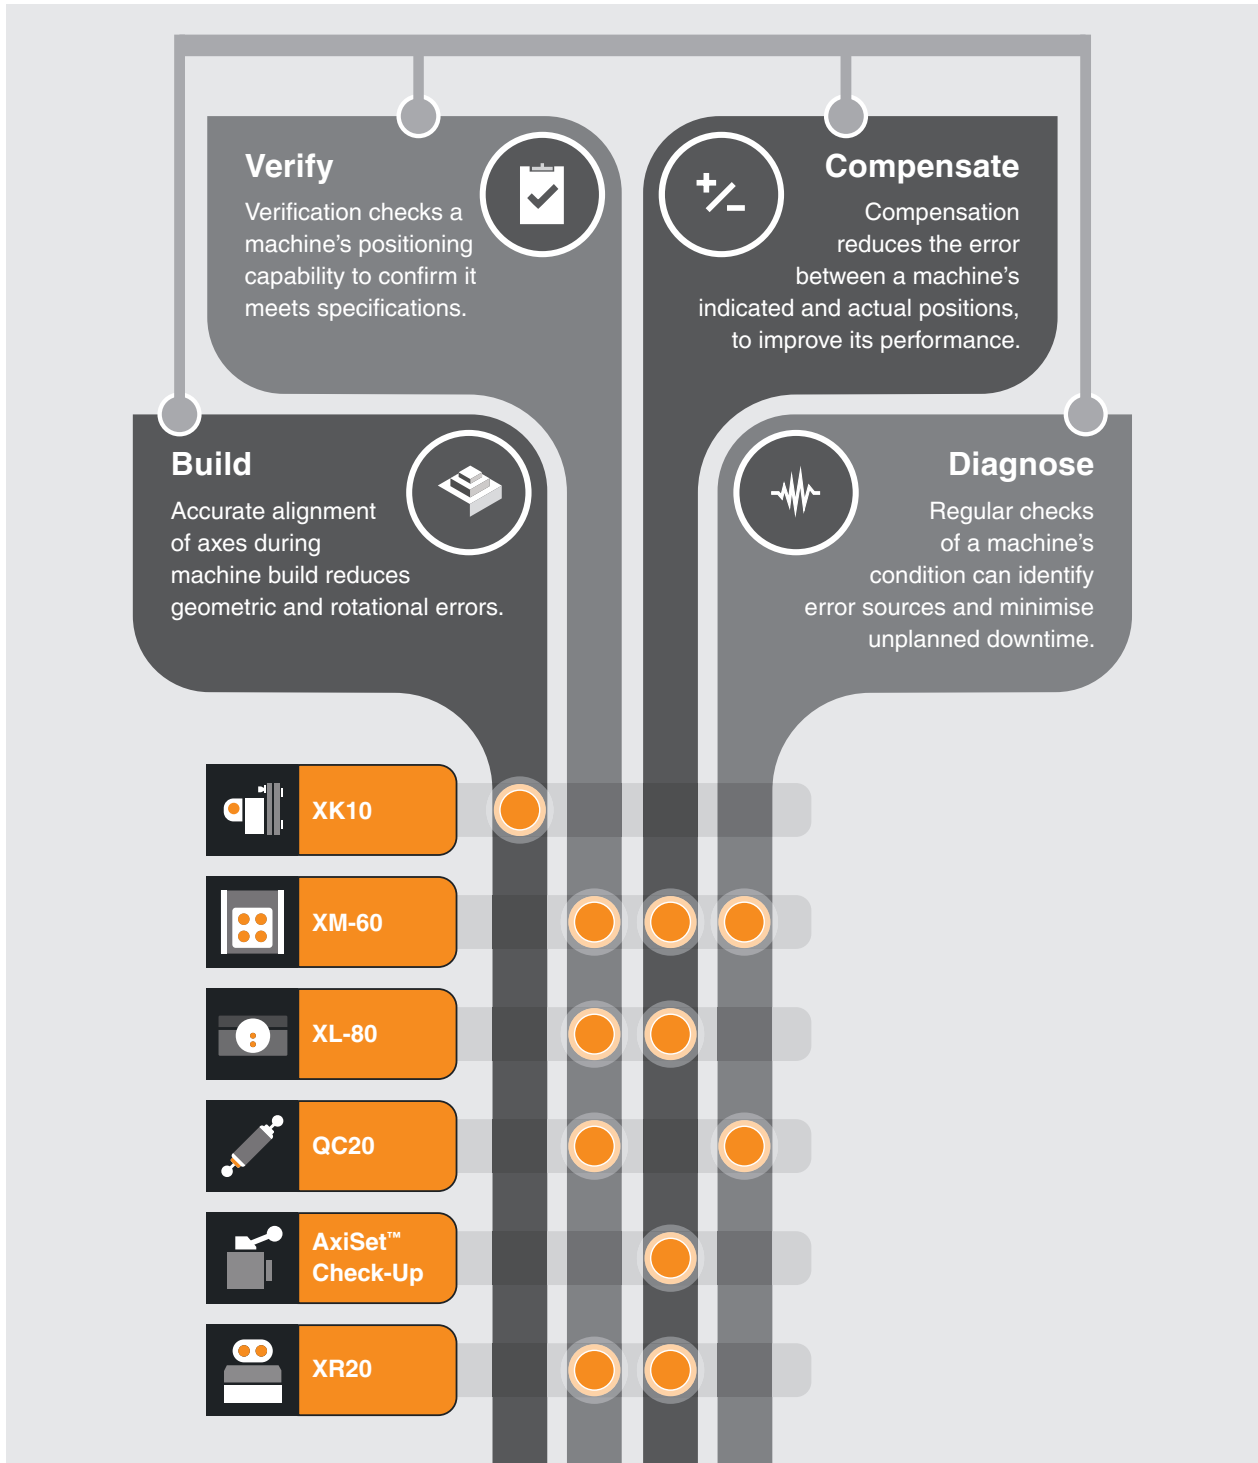 Verify
Verification checks a
machine's positioning
capability to confirm it
meets specifications.
Compensate
Compensation
reduces the error
between a machine's
indicated and actual positions,
to improve its performance.
Build
Accurate alignment
of axes during
machine build reduces
geometric and rotational errors.
Diagnose
Regular checks
of a machine's
condition can identify
error sources and minimise
unplanned downtime.
XK10
XM-60
XL-80
QC20
AxiSet™
Check-Up
XR20